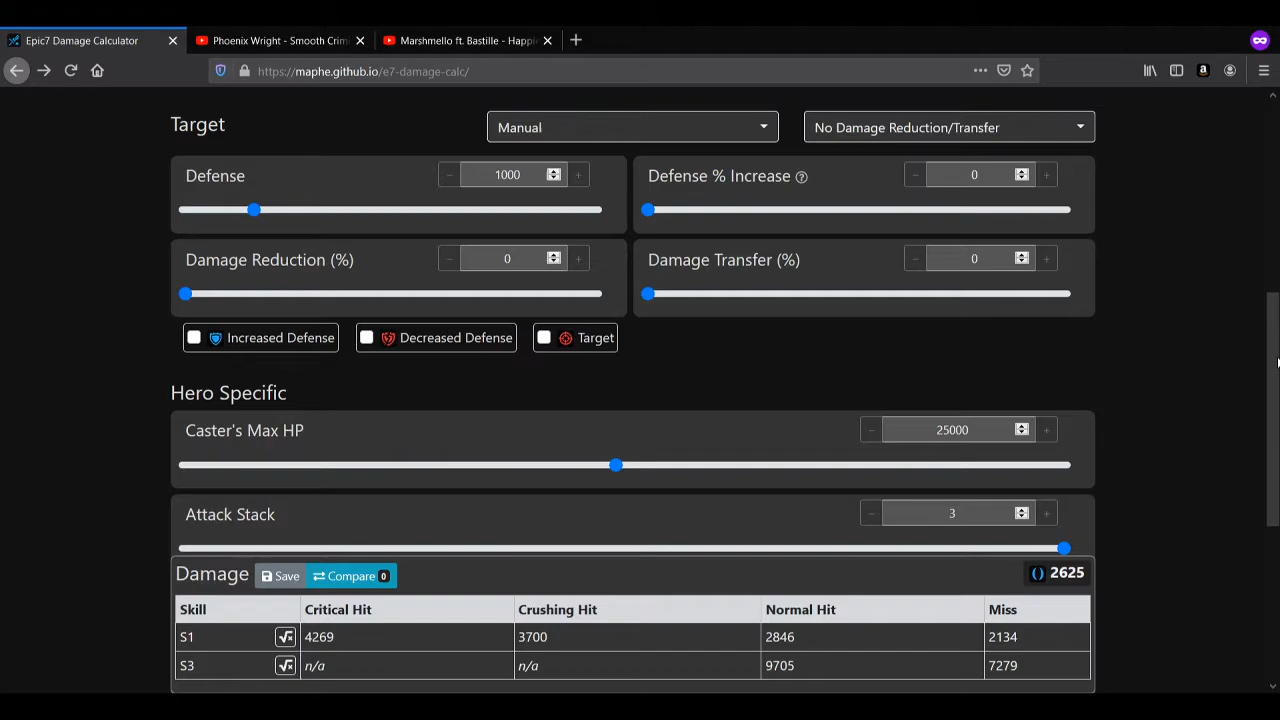 Epic7 Damage Calculator
Phoenix Wright - Smooth Crimi
Marshmello ft. Bastille - Happi
https://maphe.github.io/e7-damage-calc/
Target
Manual
No Damage Reduction/Transfer
Defense
1000
Defense % Increase
0
Damage Reduction (%)
0
Damage Transfer (%)
0
Increased Defense
Decreased Defense
Target
Hero Specific
Caster's Max HP
25000
Attack Stack
3
Damage
Save
Compare 0
2625
Skill Critical Hit Crushing Hit Normal Hit Miss
S1 4269 3700 2846 2134
S3 n/a n/a 9705 7279